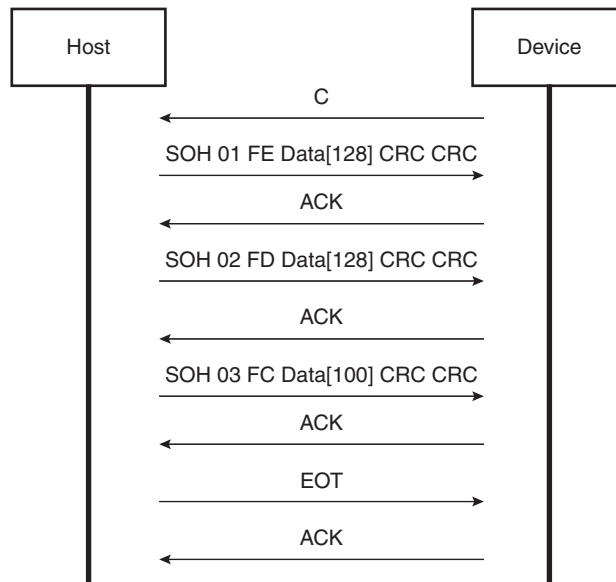 Host
Device
C
SOH 01 FE Data[128] CRC CRC
ACK
SOH 02 FD Data[128] CRC CRC
ACK
SOH 03 FC Data[100] CRC CRC
ACK
EOT
ACK